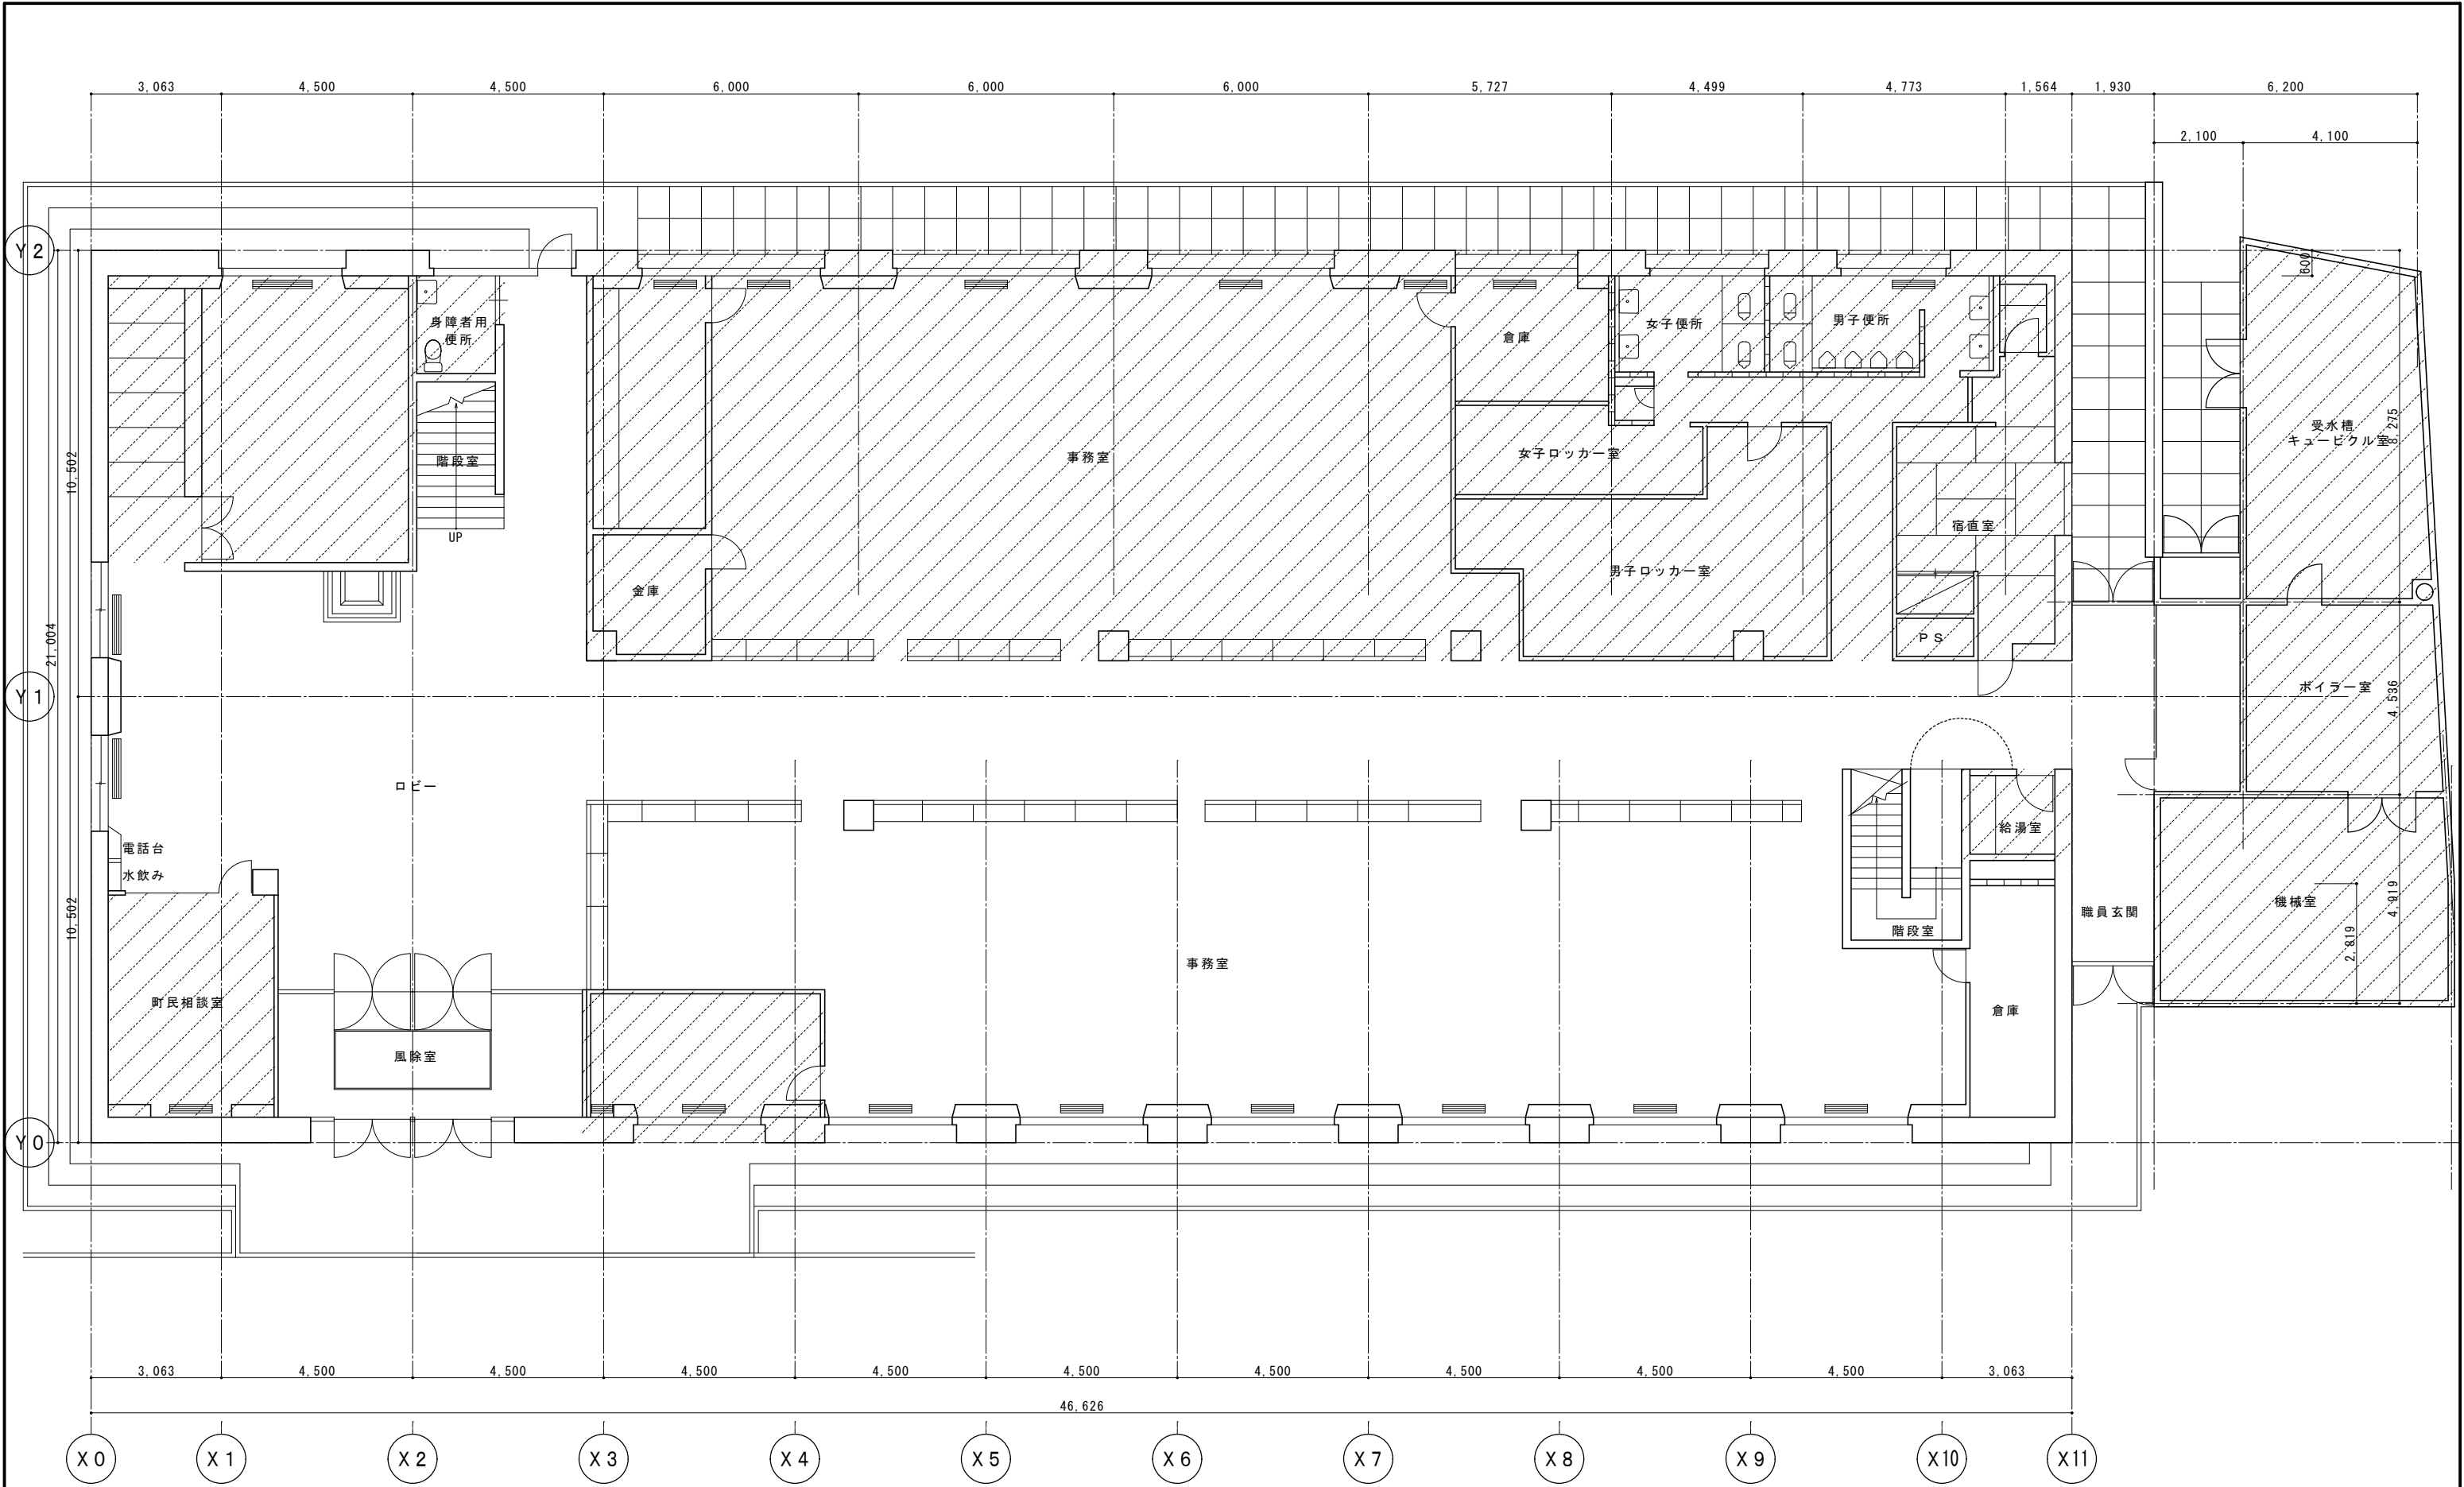 3,063
4,500
4,500
6,000
6,000
6,000
5,727
4,499
4,773
1,564
1,930
6,200
2,100
4,100
Y2
600
身障者用
便所
倉庫
女子便所
男子便所
受水槽
キュービクル室
8,275
階段室
UP
事務室
女子ロッカー室
10,502
宿直室
金庫
男子ロッカー室
21,004
PS
Y1
ボイラー室
4,536
ロビー
電話台
水飲み
給湯室
10,502
階段室
職員玄関
機械室
4,919
2,819
町民相談室
事務室
倉庫
風除室
Y0
3,063
4,500
4,500
4,500
4,500
4,500
4,500
4,500
4,500
4,500
3,063
46,626
X0
X1
X2
X3
X4
X5
X6
X7
X8
X9
X10
X11